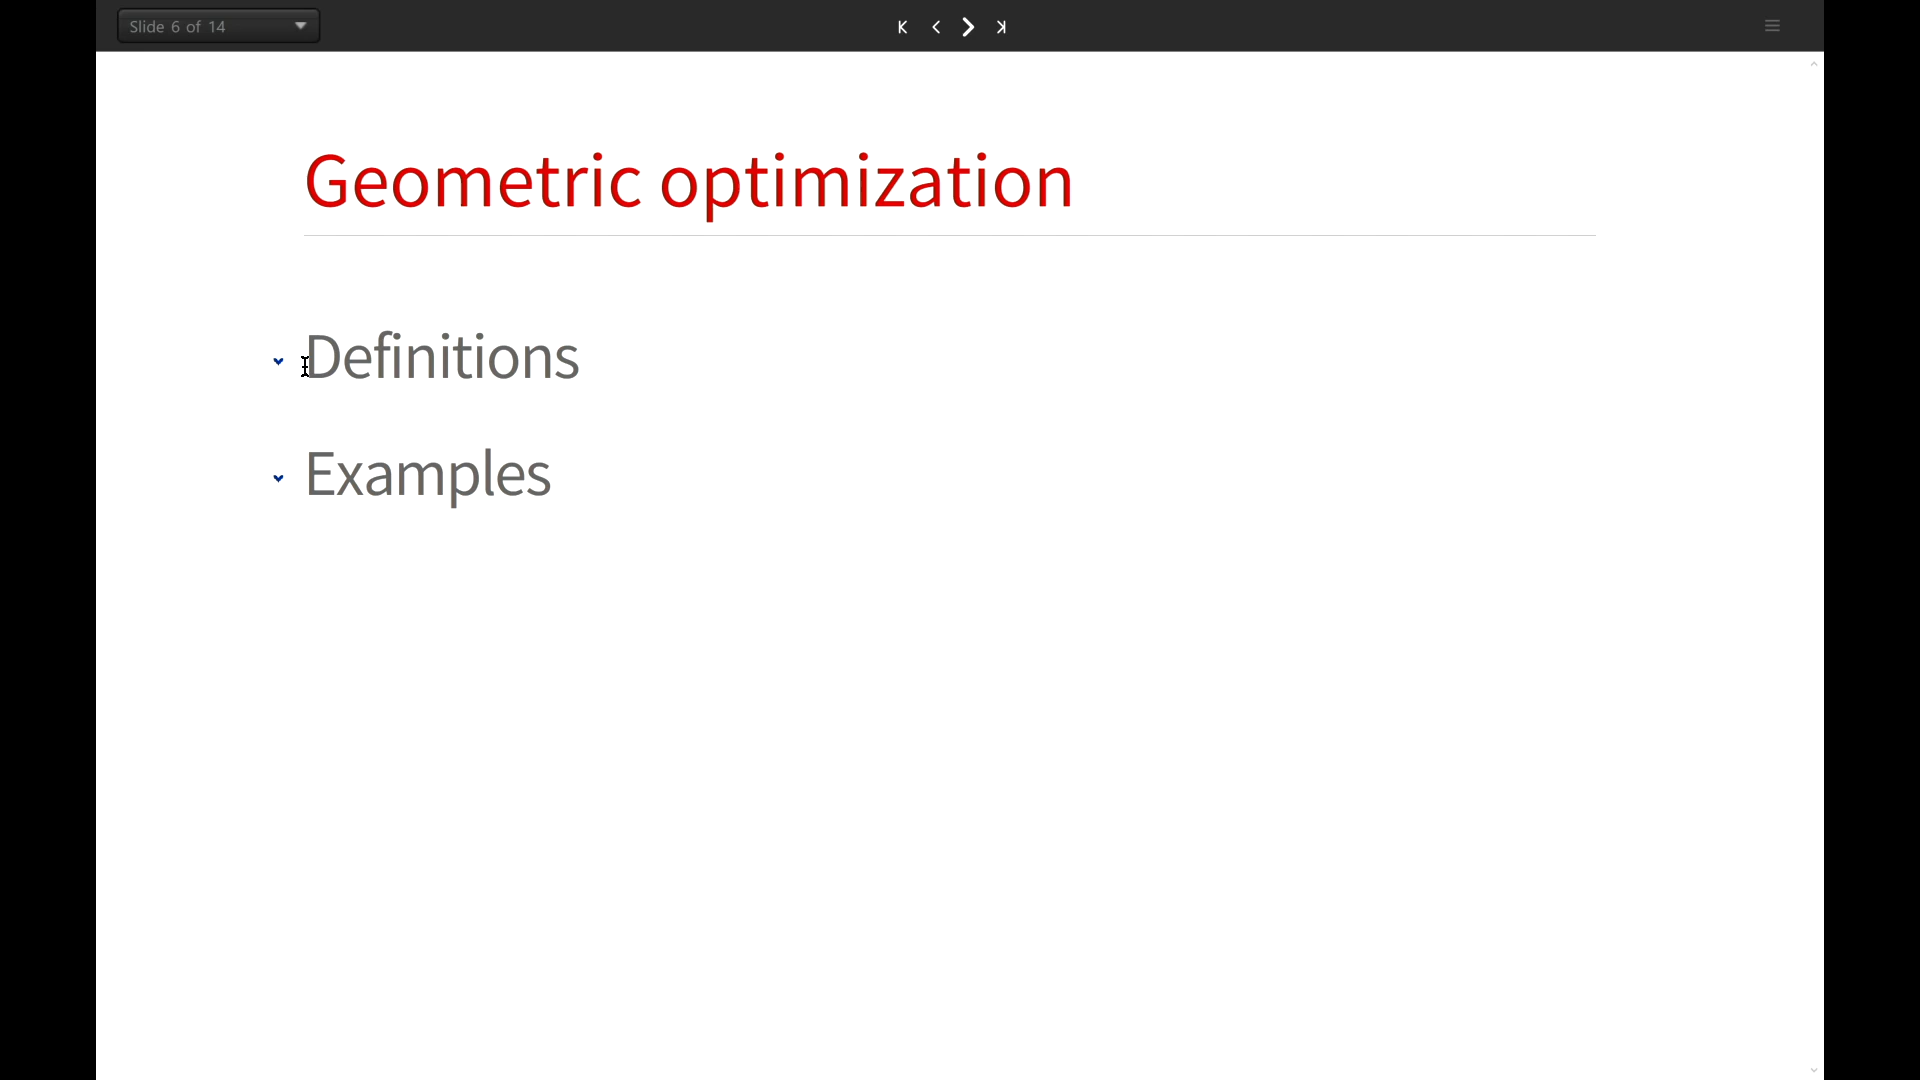 Slide 6 of 14
Geometric optimization
Definitions
Examples